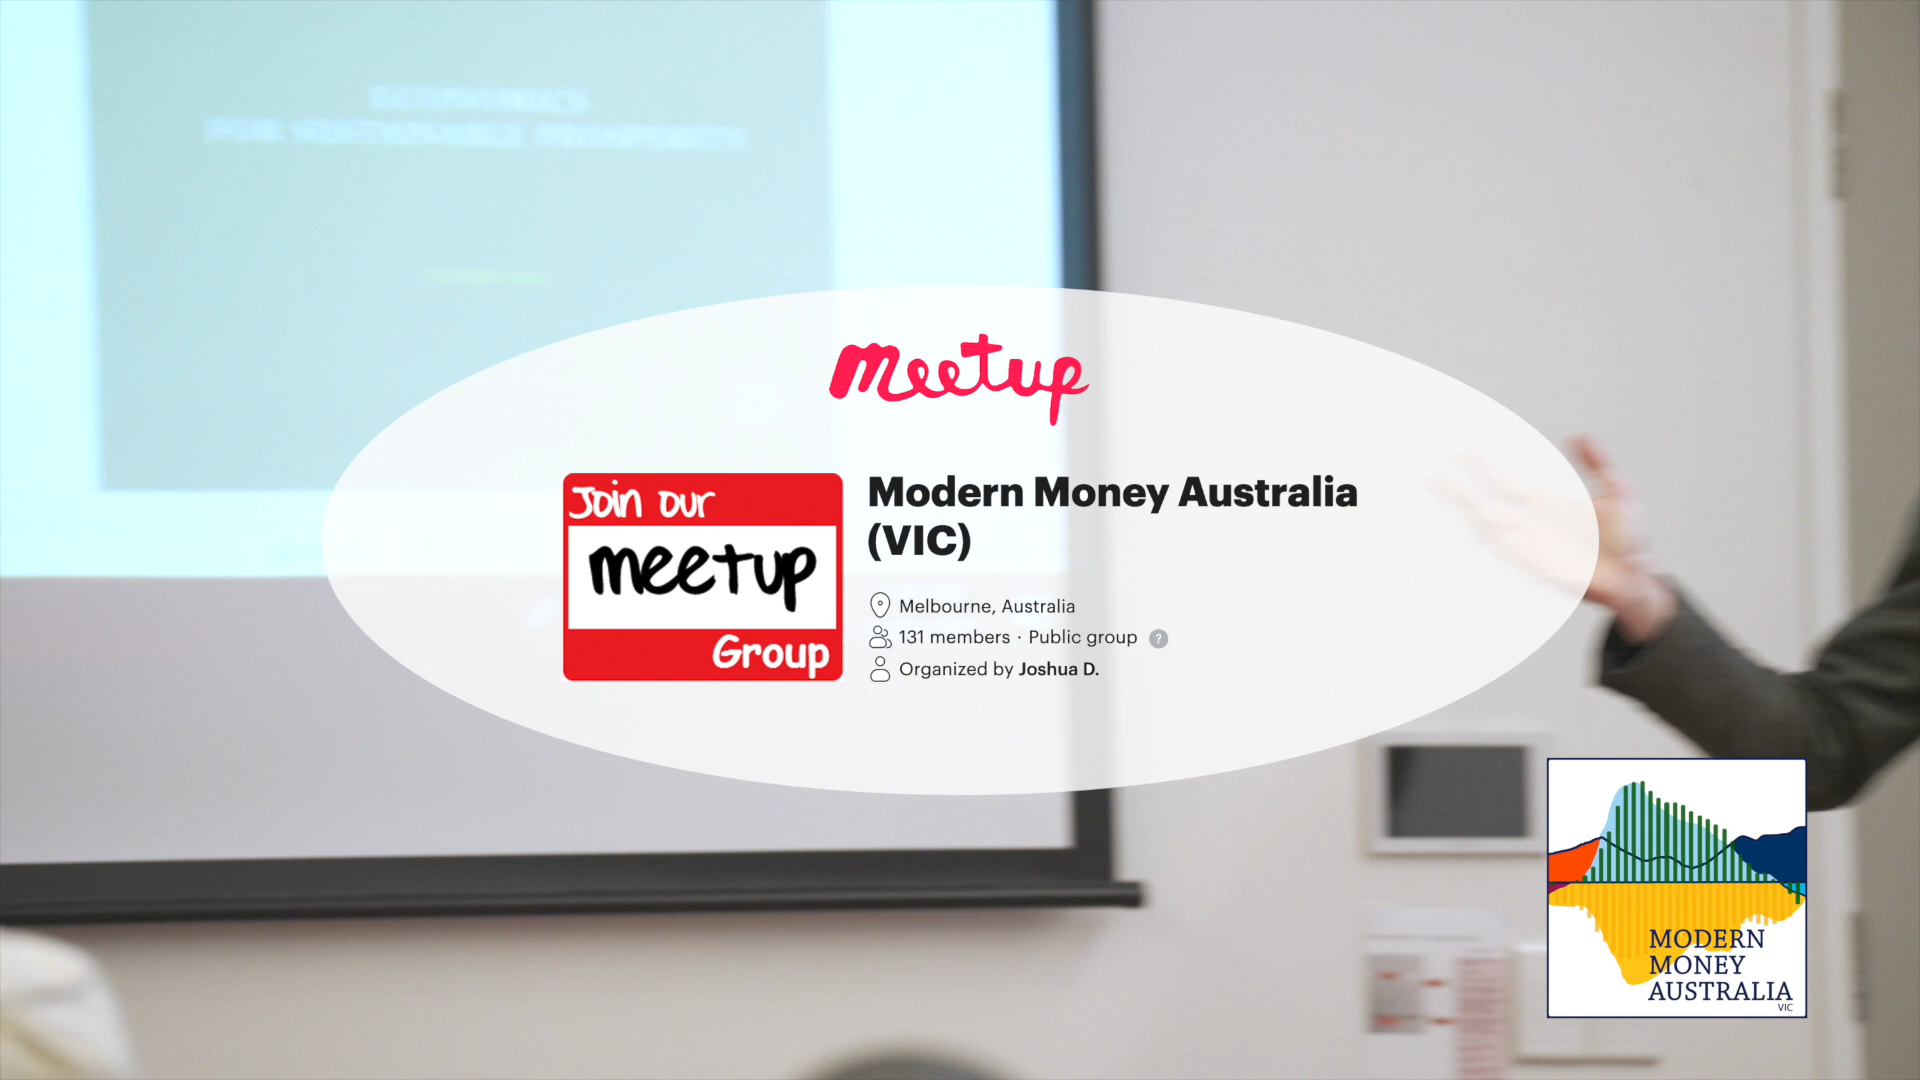 meetup
Join our
meetup
Group
Modern Money Australia
(VIC)
Melbourne, Australia
131 members · Public group ?
Organized by Joshua D.
MODERN
MONEY
AUSTRALIA
VIC